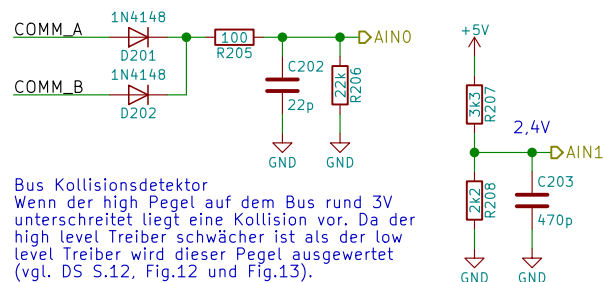 1N4148
COMM_A
D201
100
R205
AIN0
1N4148
COMM_B
D202
C202
22p
22k
R206
GND
GND
+5V
3k3
R207
2,4V
AIN1
2k2
R208
C203
470p
GND
GND
Bus Kollisionsdetektor
Wenn der high Pegel auf dem Bus rund 3V
unterschreitet liegt eine Kollision vor. Da der
high level Treiber schwächer ist als der low
level Treiber wird dieser Pegel ausgewertet
(vgl. DS S.12, Fig.12 und Fig.13).